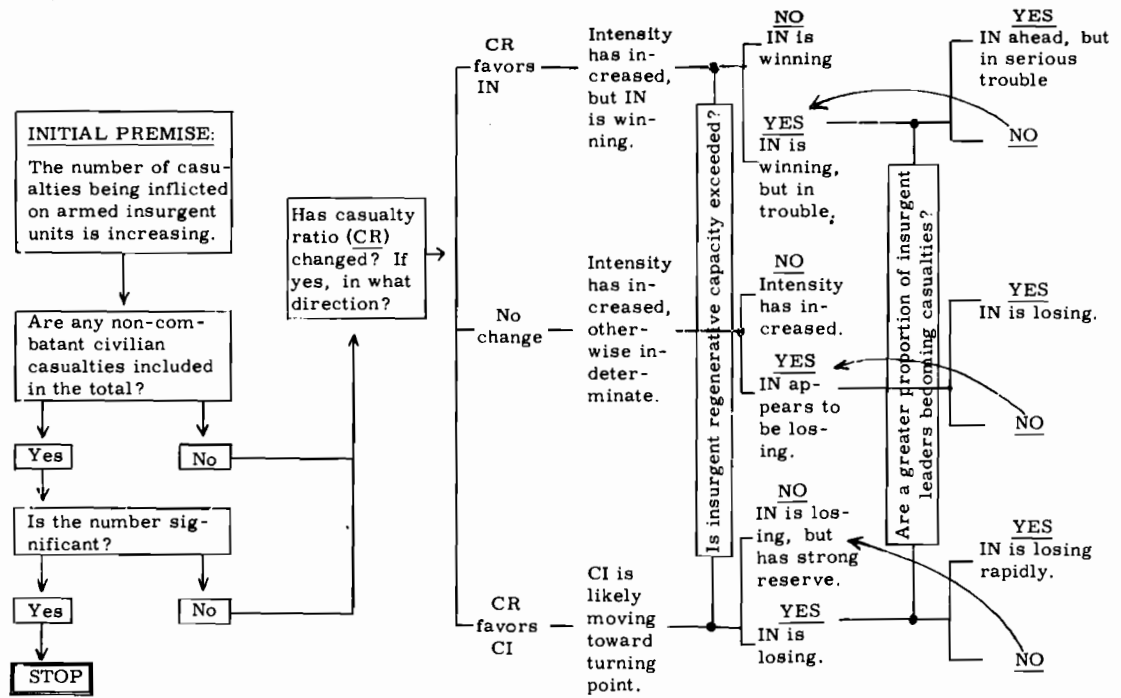 INITIAL PREMISE:
The number of casu-
alties being inflicted
on armed insurgent
units is increasing.
Are any non-com-
batant civilian
casualties included
in the total?
Yes
No
Is the number sig-
nificant?
Yes
No
STOP
Has casualty
ratio (CR)
changed? If
yes, in what
direction?
CR
favors
IN
Intensity
has in-
creased,
but IN
is win-
ning.
No
change
Intensity
has in-
creased,
other-
wise in-
deter-
minate.
CR
favors
CI
CI is
likely
moving
toward
turning
point.
Is insurgent regenerative capacity exceeded?
NO
IN is
winning
YES
IN is
winning,
but in
trouble.
NO
Intensity
has in-
creased.
YES
IN ap-
pears to
be los-
ing.
NO
IN is los-
ing, but
has strong
reserve.
YES
IN is
losing.
Are a greater proportion of insurgent
leaders becoming casualties?
YES
IN ahead, but
in serious
trouble
NO
YES
IN is losing.
NO
YES
IN is losing
rapidly.
NO